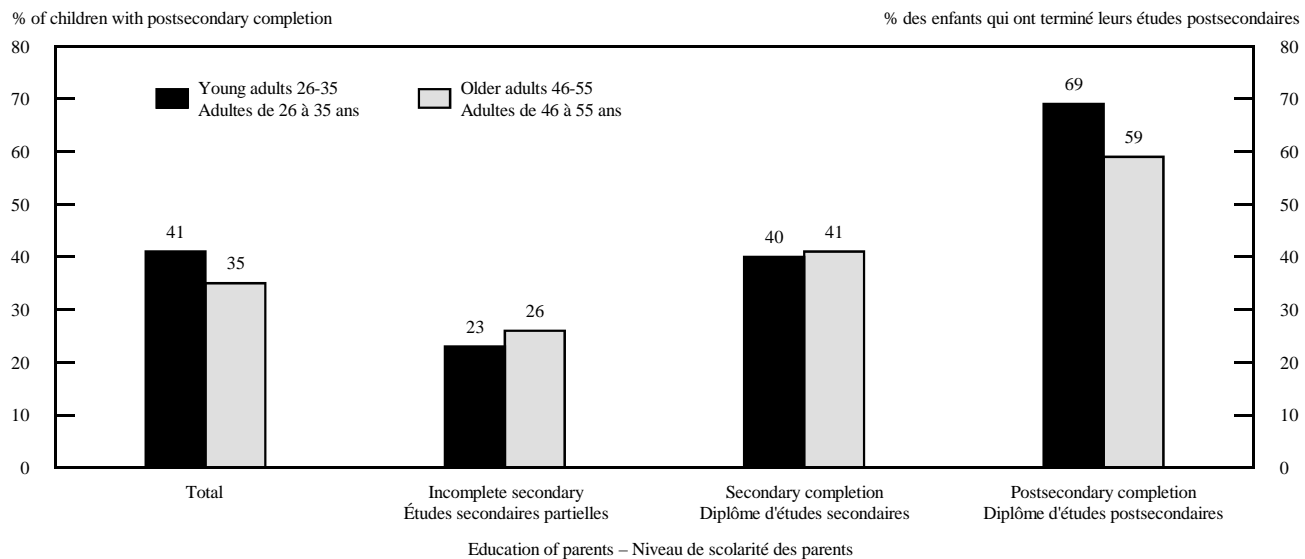 % of children with postsecondary completion
% des enfants qui ont terminé leurs études postsecondaires
80
80
Young adults 26-35
Adultes de 26 à 35 ans
Older adults 46-55
Adultes de 46 à 55 ans
70
70
69
60
60
59
50
50
41
40
40
40
41
35
30
30
26
23
20
20
10
10
0
0
Total
Incomplete secondary
Études secondaires partielles
Secondary completion
Diplôme d'études secondaires
Postsecondary completion
Diplôme d'études postsecondaires
Education of parents – Niveau de scolarité des parents